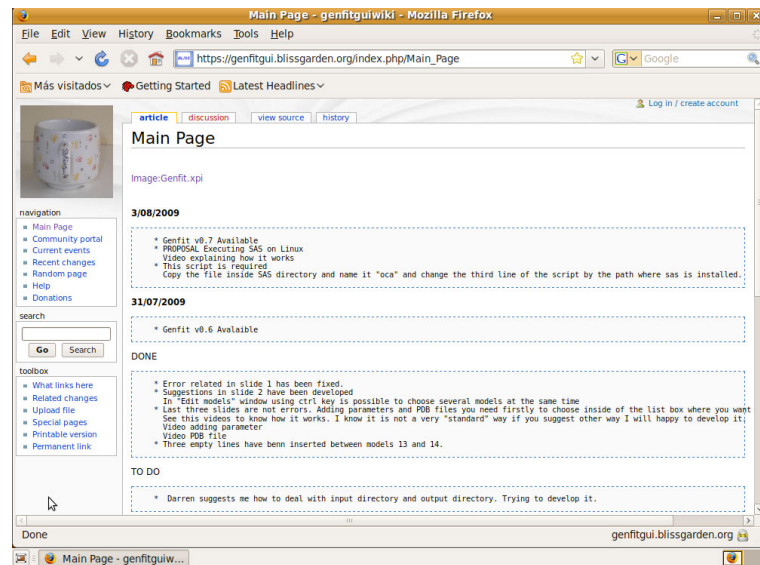 Main Page - genfitguiwiki - Mozilla Firefox
File Edit View History Bookmarks Tools Help
https://genfitgui.blissgarden.org/index.php/Main_Page
Google
Más visitados Getting Started Latest Headlines
Log in / create account
article discussion view source history
Main Page
Image:Genfit.xpi
navigation
Main Page
Community portal
Current events
Recent changes
Random page
Help
Donations
search
Go Search
toolbox
What links here
Related changes
Upload file
Special pages
Printable version
Permanent link
3/08/2009
* Genfit v0.7 Available
* PROPOSAL Executing SAS on Linux
Video explaining how it works
* This script is required
Copy the file inside SAS directory and name it "oca" and change the third line of the script by the path where sas is installed.
31/07/2009
* Genfit v0.6 Avalaible
DONE
* Error related in slide 1 has been fixed.
* Suggestions in slide 2 have been developed
In "Edit models" window using ctrl key is possible to choose several models at the same time
* Last three slides are not errors. Adding parameters and PDB files you need firstly to choose inside of the list box where you want
See this videos to know how it works. I know it is not a very "standard" way if you suggest other way I will happy to develop it.
Video adding parameter
Video PDB file
* Three empty lines have benn inserted between models 13 and 14.
TO DO
* Darren suggests me how to deal with input directory and output directory. Trying to develop it.
Done
genfitgui.blissgarden.org
Main Page - genfitguiw...